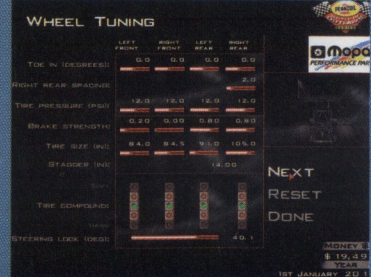 WHEEL TUNING
PENNZOIL
MOPAR
PERFORMANCE PAR
LEFT FRONT RIGHT FRONT LEFT REAR RIGHT REAR
TOE IN (DEGREES): 0.0 0.0 0.0 0.0
RIGHT REAR SPACING: 2.0
TIRE PRESSURE (PSI): 12.0 12.0 12.0 12.0
BRAKE STRENGTH: 0.20 0.00 0.80 0.80
TIRE SIZE (IN): 84.0 84.5 91.0 105.0
STAGGER (IN): 14.00
TIRE COMPOUND:
STEERING LOCK (DEG): 40.1
NEXT
RESET
DONE
MONEY $
$ 19,49
YEAR
1ST JANUARY 201